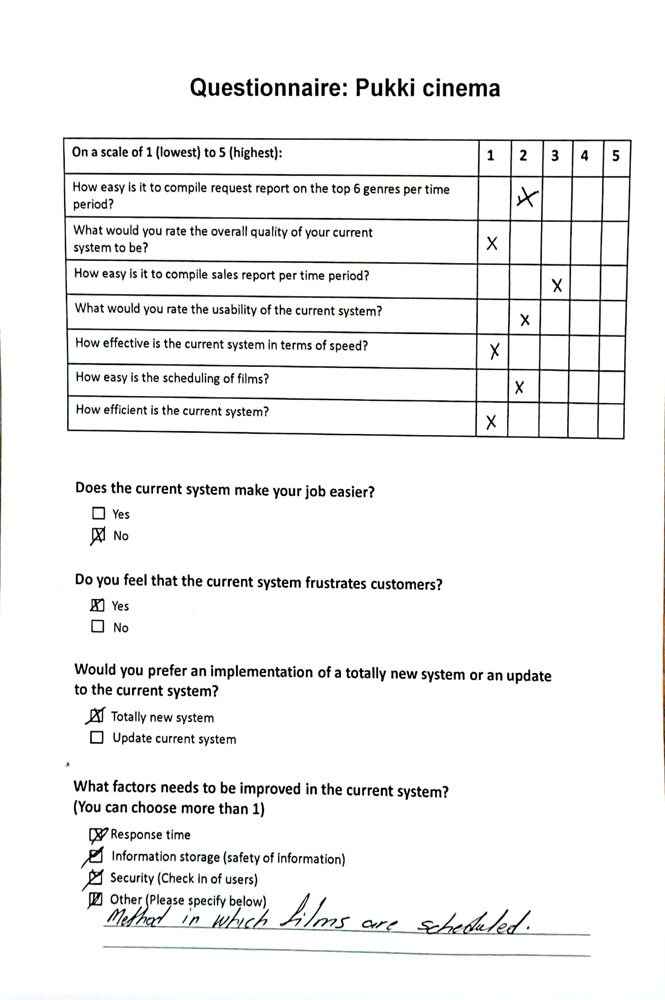 Questionnaire: Pukki cinema
On a scale of 1 (lowest) to 5 (highest): 1 2 3 4 5
How easy is it to compile request report on the top 6 genres per time
period? X
What would you rate the overall quality of your current
system to be? X
How easy is it to compile sales report per time period? X
What would you rate the usability of the current system? X
How effective is the current system in terms of speed? X
How easy is the scheduling of films? X
How efficient is the current system? X
Does the current system make your job easier?
☐ Yes
☒ No
Do you feel that the current system frustrates customers?
☒ Yes
☐ No
Would you prefer an implementation of a totally new system or an update
to the current system?
☒ Totally new system
☐ Update current system
What factors needs to be improved in the current system?
(You can choose more than 1)
☒ Response time
☒ Information storage (safety of information)
☒ Security (Check in of users)
☒ Other (Please specify below)
Method in which films are scheduled.